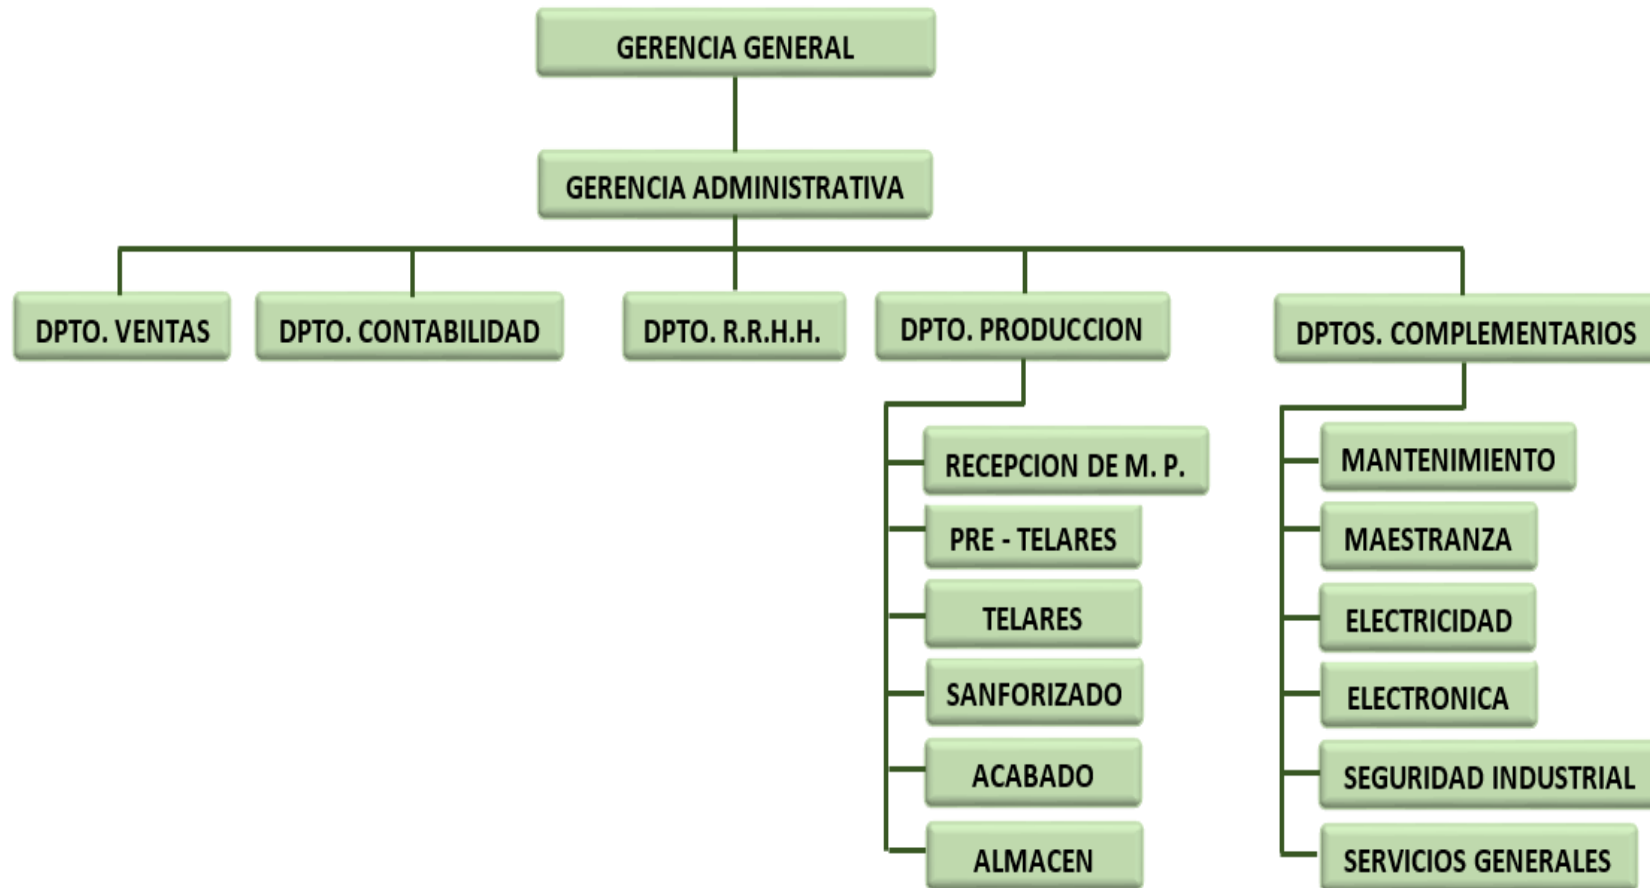 GERENCIA GENERAL
GERENCIA ADMINISTRATIVA
DPTO. VENTAS
DPTO. CONTABILIDAD
DPTO. R.R.H.H.
DPTO. PRODUCCION
DPTOS. COMPLEMENTARIOS
RECEPCION DE M. P.
PRE - TELARES
TELARES
SANFORIZADO
ACABADO
ALMACEN
MANTENIMIENTO
MAESTRANZA
ELECTRICIDAD
ELECTRONICA
SEGURIDAD INDUSTRIAL
SERVICIOS GENERALES